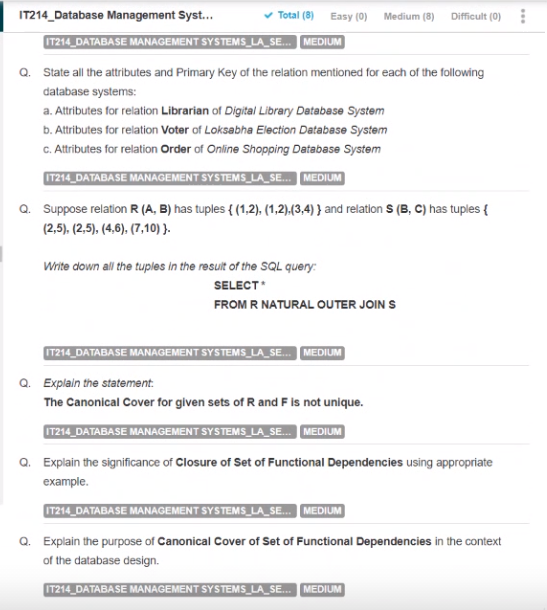 IT214_Database Management Syst...
✔ Total (8) Easy (0) Medium (8) Difficult (0)
IT214_DATABASE MANAGEMENT SYSTEMS_LA_SE... MEDIUM
Q. State all the attributes and Primary Key of the relation mentioned for each of the following
database systems:
a. Attributes for relation Librarian of Digital Library Database System
b. Attributes for relation Voter of Loksabha Election Database System
c. Attributes for relation Order of Online Shopping Database System
IT214_DATABASE MANAGEMENT SYSTEMS_LA_SE... MEDIUM
Q. Suppose relation R (A, B) has tuples { (1,2), (1,2),(3,4) } and relation S (B, C) has tuples {
(2,5), (2,5), (4,6), (7,10) }.
Write down all the tuples in the result of the SQL query:
SELECT *
FROM R NATURAL OUTER JOIN S
IT214_DATABASE MANAGEMENT SYSTEMS_LA_SE... MEDIUM
Q. Explain the statement:
The Canonical Cover for given sets of R and F is not unique.
IT214_DATABASE MANAGEMENT SYSTEMS_LA_SE... MEDIUM
Q. Explain the significance of Closure of Set of Functional Dependencies using appropriate
example.
IT214_DATABASE MANAGEMENT SYSTEMS_LA_SE... MEDIUM
Q. Explain the purpose of Canonical Cover of Set of Functional Dependencies in the context
of the database design.
IT214_DATABASE MANAGEMENT SYSTEMS_LA_SE... MEDIUM